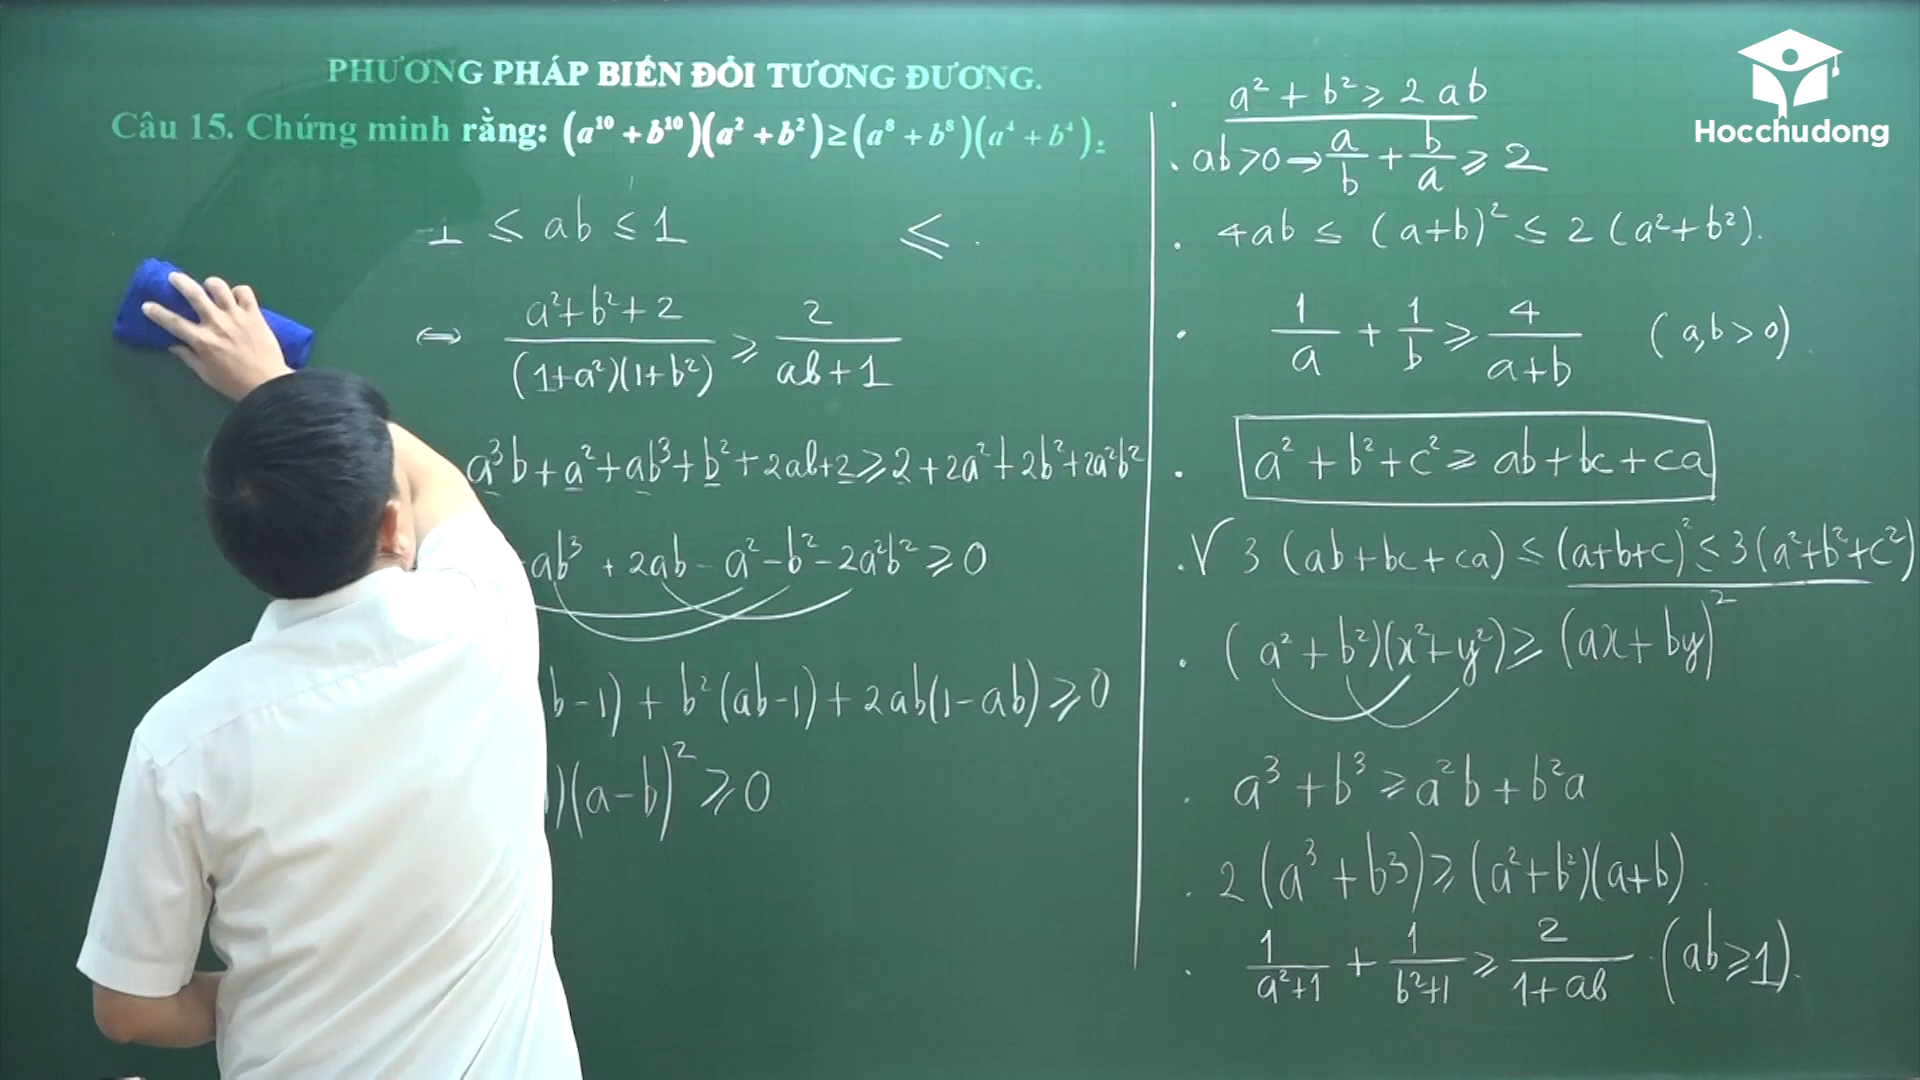 PHƯƠNG PHÁP BIẾN ĐỔI TƯƠNG ĐƯƠNG.
Câu 15. Chứng minh rằng: (a¹⁰ + b¹⁰)(a² + b²) ≥ (a⁸ + b⁸)(a⁴ + b⁴).
≤ ab ≤ 1 ≤ .
⇔ (a²+b²+2)/((1+a²)(1+b²)) ≥ 2/(ab+1)
a³b + a² + ab³ + b² + 2ab + 2 ≥ 2 + 2a² + 2b² + 2a²b²
ab³ + 2ab - a² - b² - 2a²b² ≥ 0
b-1) + b²(ab-1) + 2ab(1-ab) ≥ 0
)(a-b)² ≥ 0
Hocchudong
. a² + b² ≥ 2ab
. ab > 0 → a/b + b/a ≥ 2
. 4ab ≤ (a+b)² ≤ 2(a²+b²).
. 1/a + 1/b ≥ 4/(a+b) (a,b > 0).
. a² + b² + c² ≥ ab + bc + ca
. √ 3(ab+bc+ca) ≤ (a+b+c)² ≤ 3(a²+b²+c²)
. (a² + b²)(x²+y²) ≥ (ax+by)²
. a³ + b³ ≥ a²b + b²a
. 2(a³ + b³) ≥ (a²+b²)(a+b).
. 1/(a²+1) + 1/(b²+1) ≥ 2/(1+ab) . (ab ≥ 1).